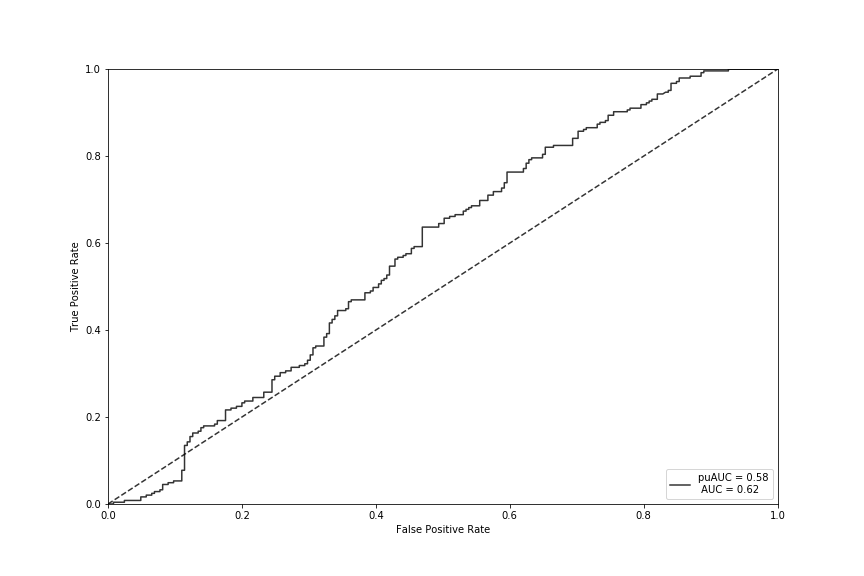 1.0
0.8
0.6
0.4
0.2
0.0
True Positive Rate
puAUC = 0.58
AUC = 0.62
0.0 0.2 0.4 0.6 0.8 1.0
False Positive Rate